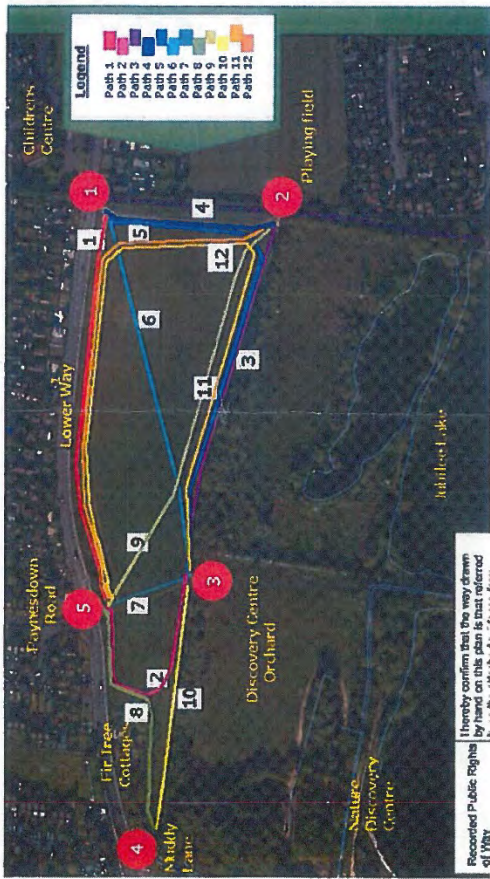 Legend
Path 1
Path 2
Path 3
Path 4
Path 5
Path 6
Path 7
Path 8
Path 9
Path 10
Path 11
Path 12
Childrens
Centre
1
Lower Way
Paynesdown
Road
5
1
5
4
6
12
2
Playing field
9
7
11
3
3
Fir Tree
Cottages
8
2
10
4
Muddy
Lane
Discovery Centre
Orchard
Jubilee Lake
Nature
Discovery
Centre
Recorded Public Rights
of Way
I hereby confirm that the way drawn
by hand on this plan is that referred